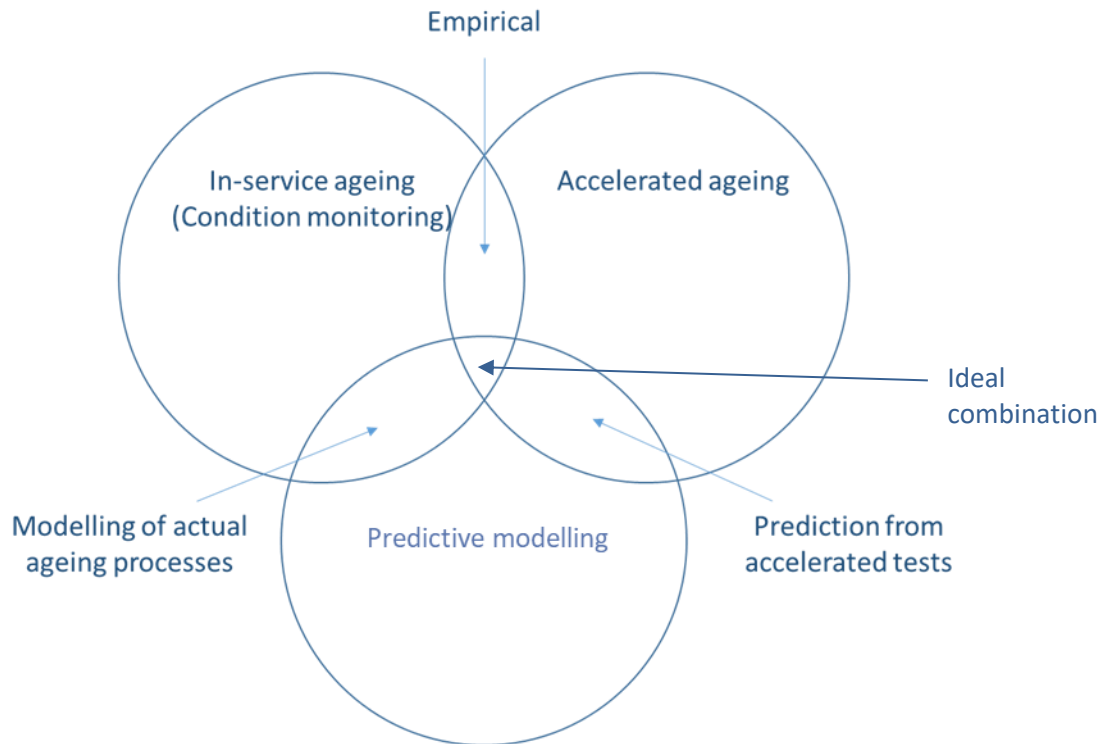 Empirical
In-service ageing
(Condition monitoring)
Accelerated ageing
Ideal
combination
Modelling of actual
ageing processes
Predictive modelling
Prediction from
accelerated tests